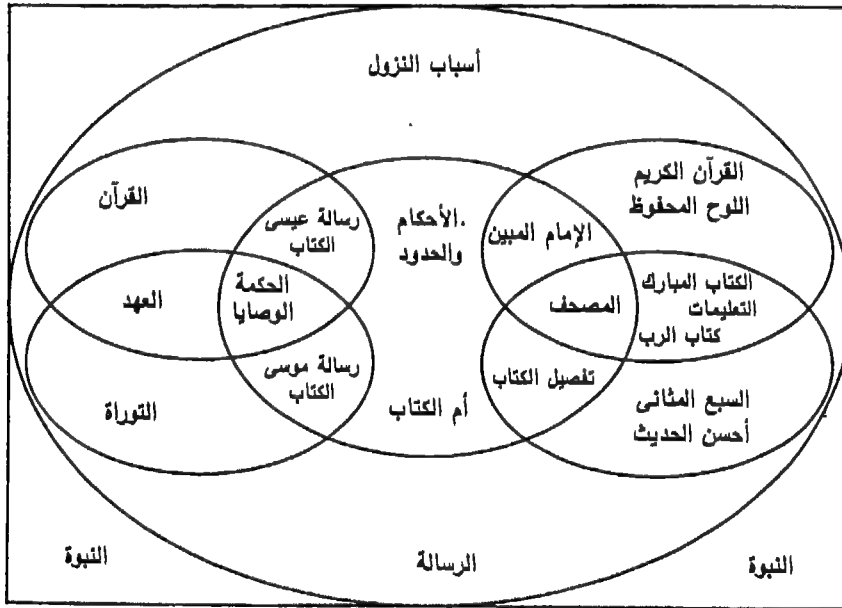 أسباب النزول
القرآن الكريم
اللوح المحفوظ
الإمام المبين
الأحكام
والحدود
رسالة عيسى
الكتاب
القرآن
الكتاب المبارك
التعليمات
كتاب الرب
المصحف
الحكمة
الوصايا
العهد
السبع المثانى
أحسن الحديث
تفصيل الكتاب
أم الكتاب
رسالة موسى
الكتاب
التوراة
النبوة
الرسالة
النبوة